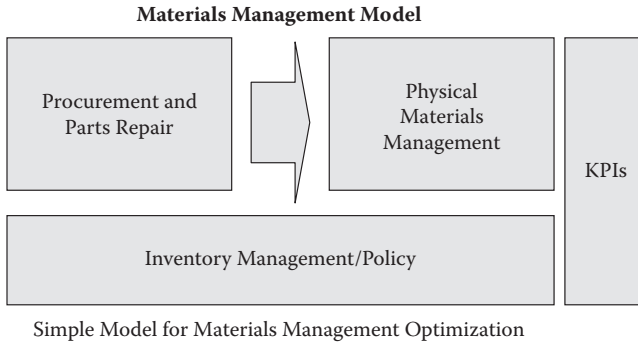 Materials Management Model
Procurement and
Parts Repair
Physical
Materials
Management
KPIs
Inventory Management/Policy
Simple Model for Materials Management Optimization